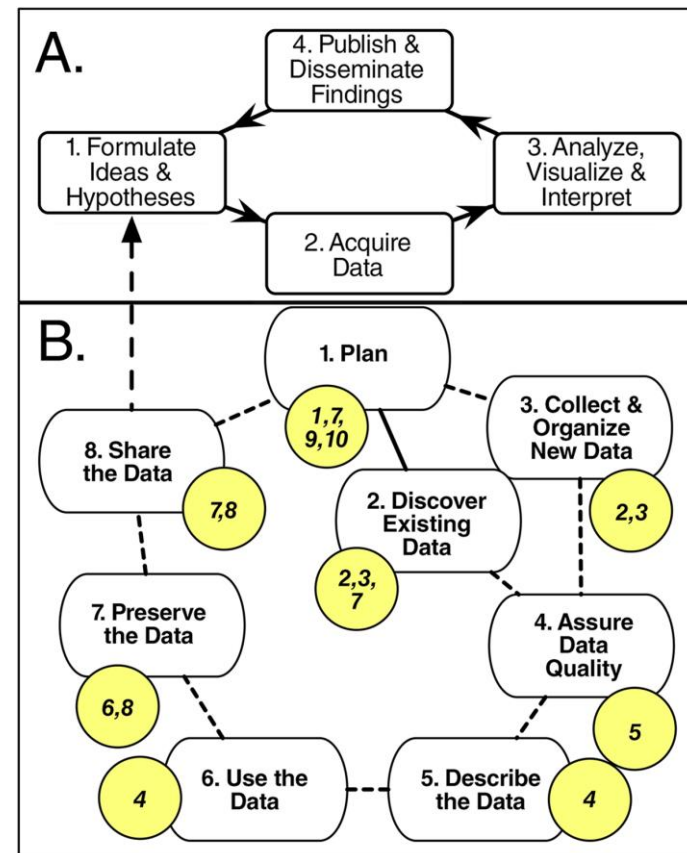 A.
4. Publish &
Disseminate
Findings
1. Formulate
Ideas &
Hypotheses
3. Analyze,
Visualize &
Interpret
2. Acquire
Data
B.
1. Plan
1,7,
9,10
3. Collect &
Organize
New Data
2,3
8. Share
the Data
7,8
2. Discover
Existing
Data
2,3,
7
7. Preserve
the Data
6,8
4. Assure
Data
Quality
5
6. Use the
Data
4
5. Describe
the Data
4